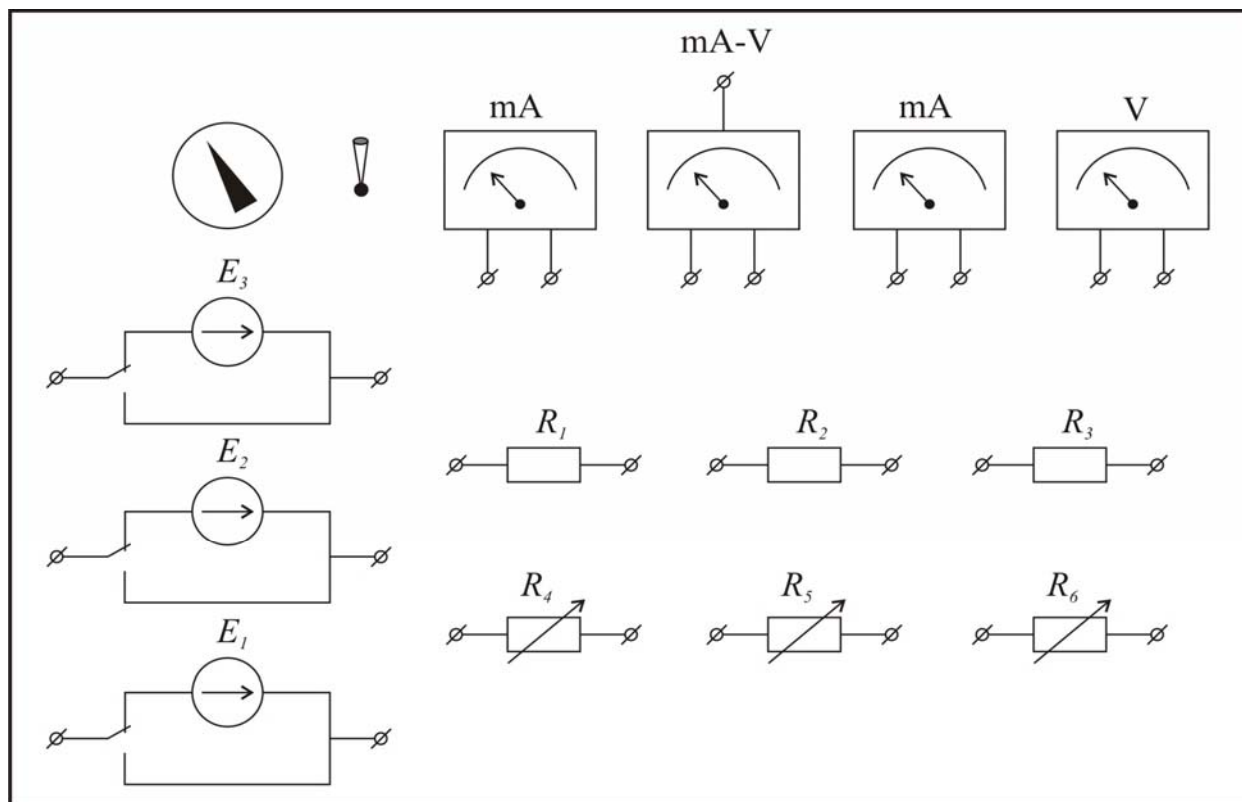 mA-V
mA mA V
E₃
R₁ R₂ R₃
E₂
R₄ R₅ R₆
E₁